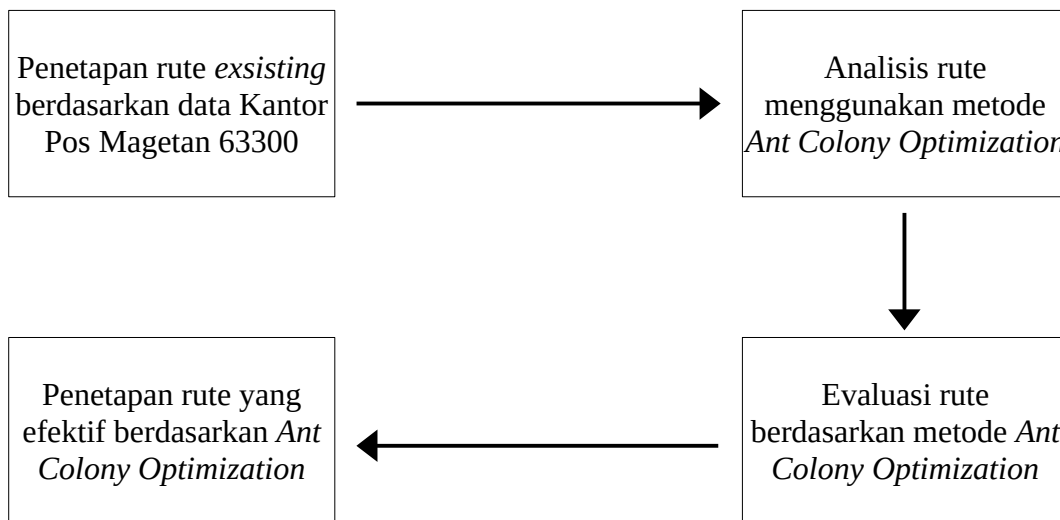 Penetapan rute exsisting
berdasarkan data Kantor
Pos Magetan 63300
Analisis rute
menggunakan metode
Ant Colony Optimization
Evaluasi rute
berdasarkan metode Ant
Colony Optimization
Penetapan rute yang
efektif berdasarkan Ant
Colony Optimization